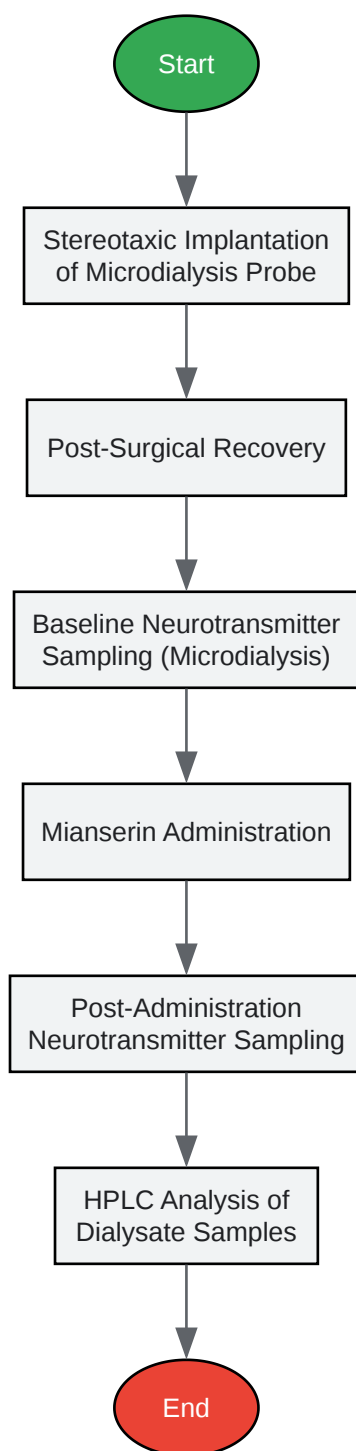 Start
Stereotaxic Implantation
of Microdialysis Probe
Post-Surgical Recovery
Baseline Neurotransmitter
Sampling (Microdialysis)
Mianserin Administration
Post-Administration
Neurotransmitter Sampling
HPLC Analysis of
Dialysate Samples
End